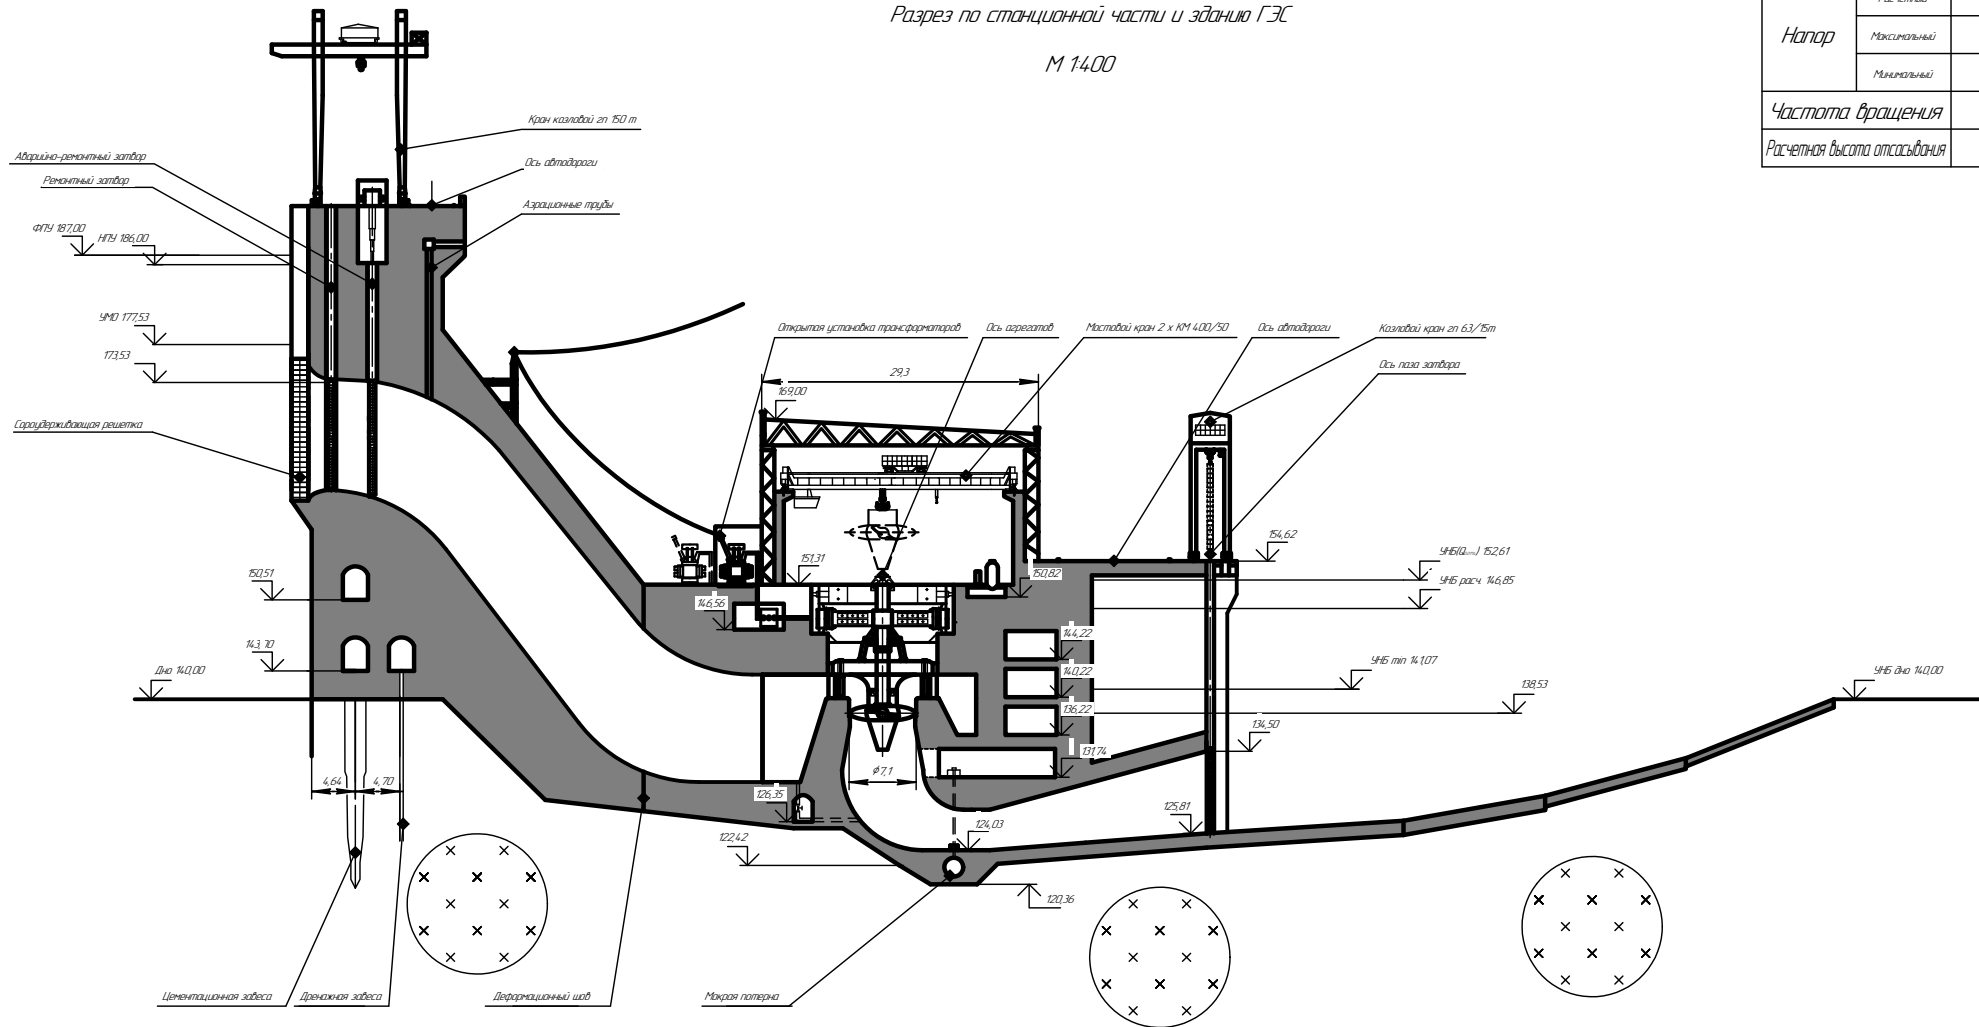 Разрез по станционной части и зданию ГЭС
М 1:400
Напор
Максимальный
Минимальный
Частота вращения
Расчетная высота отсасывания
Кран козловой гп 150 т
Аварийно-ремонтный затвор
Ось автодороги
Ремонтный затвор
Аэрационные трубы
ФПУ 187,00
НПУ 186,00
УМО 177,53
173,53
Открытая установка трансформаторов
Ось агрегатов
Мостовой кран 2 х КМ 400/50
Ось автодороги
Козловой кран гп 63/15т
Ось паза затвора
29,3
169,00
Сороудерживающая решетка
154,62
151,31
150,82
УНБ 152,61
УНБ расч. 146,85
150,51
146,56
144,22
143,70
140,22
Дно 140,00
УНБ min 141,07
УНБ дно 140,00
138,53
136,22
134,50
131,74
4,64
4,70
ϕ7,1
126,35
125,81
124,03
122,42
120,36
Цементационная завеса
Дренажная завеса
Деформационный шов
Мокрая потерна